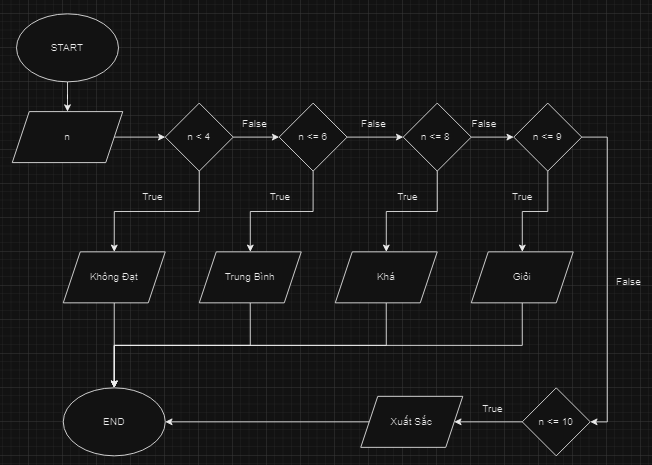 START
n
n < 4
False
n <= 6
False
n <= 8
False
n <= 9
True
True
True
True
Không Đạt
Trung Bình
Khá
Giỏi
False
END
Xuất Sắc
True
n <= 10